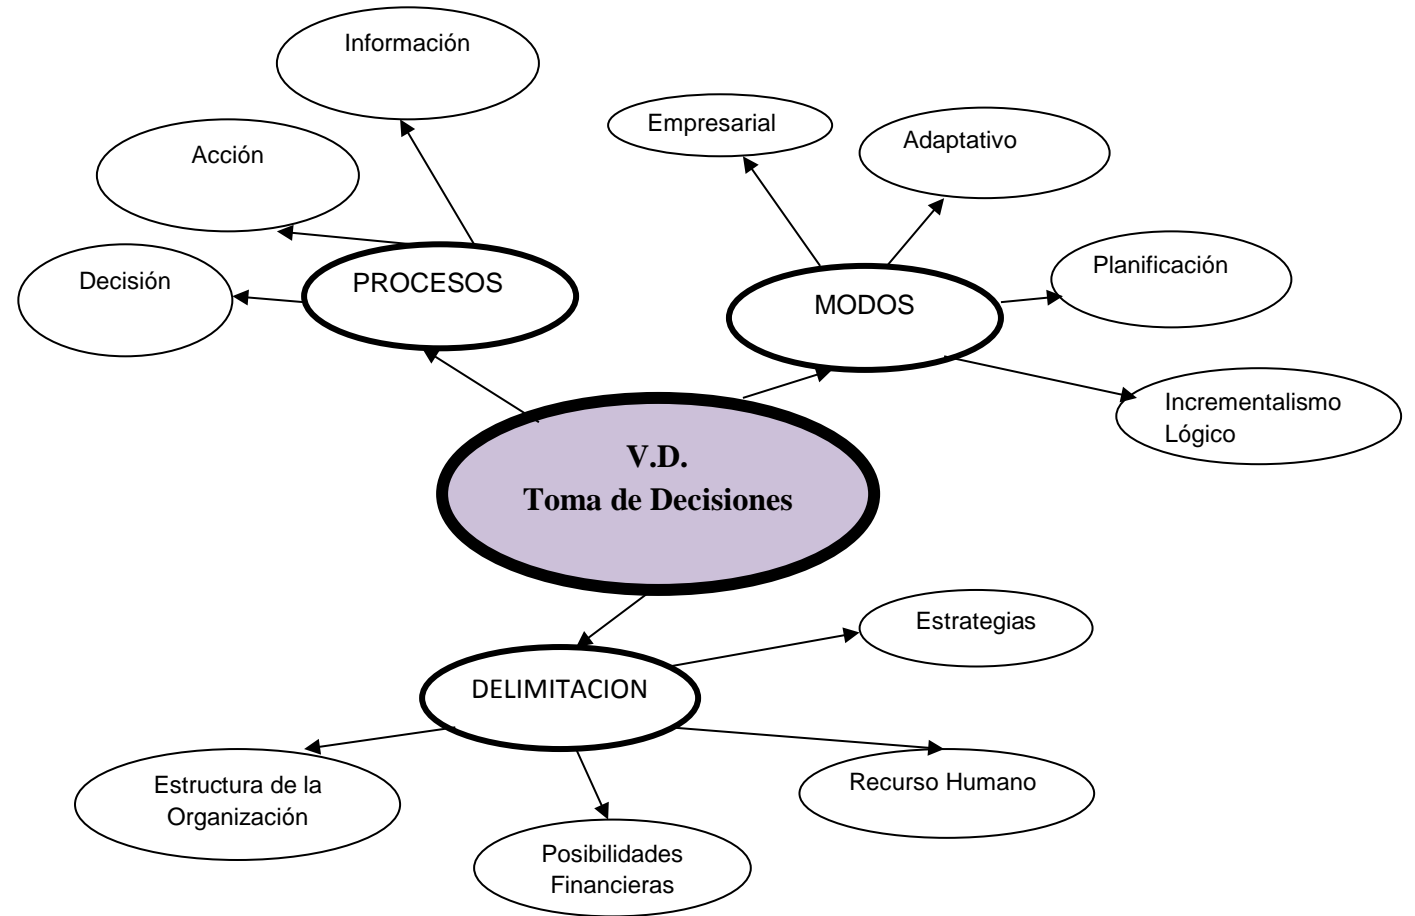 Información
Empresarial
Adaptativo
Acción
Planificación
Decisión
PROCESOS
MODOS
Incrementalismo
Lógico
V.D.
Toma de Decisiones
Estrategias
DELIMITACION
Estructura de la
Organización
Recurso Humano
Posibilidades
Financieras